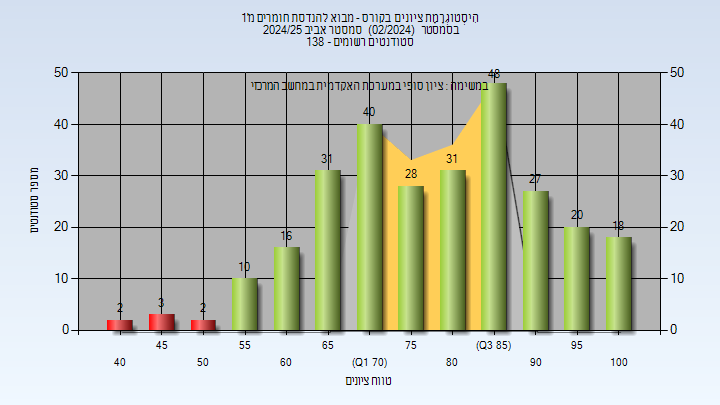 היסטוגרמת ציונים בקורס - מבוא להנדסת חומרים מ'1
בסמסטר (02/2024) סמסטר אביב 2024/25
סטודנטים רשומים - 138
במשימה : ציון סופי במערכת האקדמית במחשב המרכזי
מספר סטודנטים
50 40 30 20 10 0
2 3 2 10 16 31 40 28 31 48 27 20 18
50 40 30 20 10 0
45 55 65 75 (Q3 85) 95
40 50 60 (Q1 70) 80 90 100
טווח ציונים